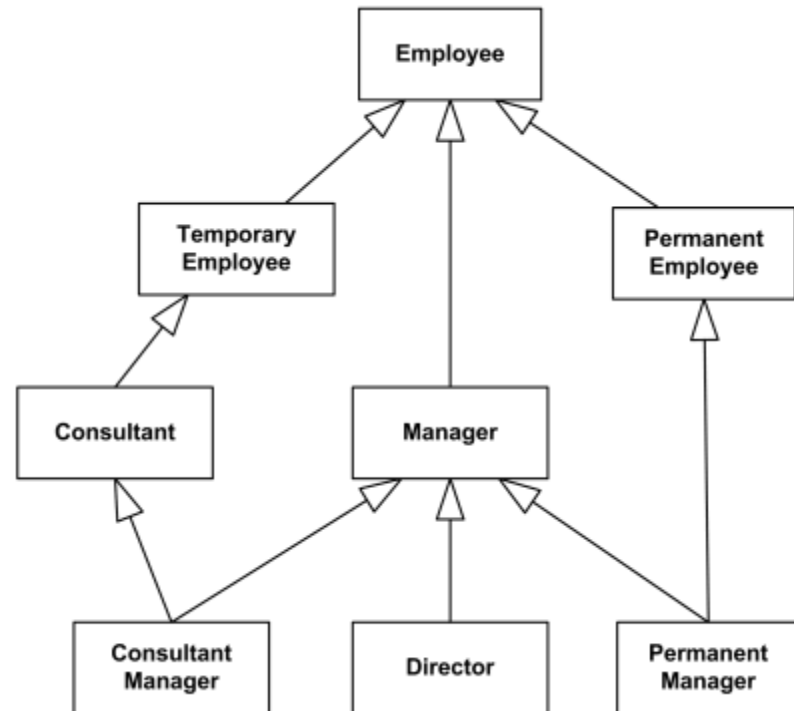 Employee
Temporary
Employee
Permanent
Employee
Consultant
Manager
Consultant
Manager
Director
Permanent
Manager